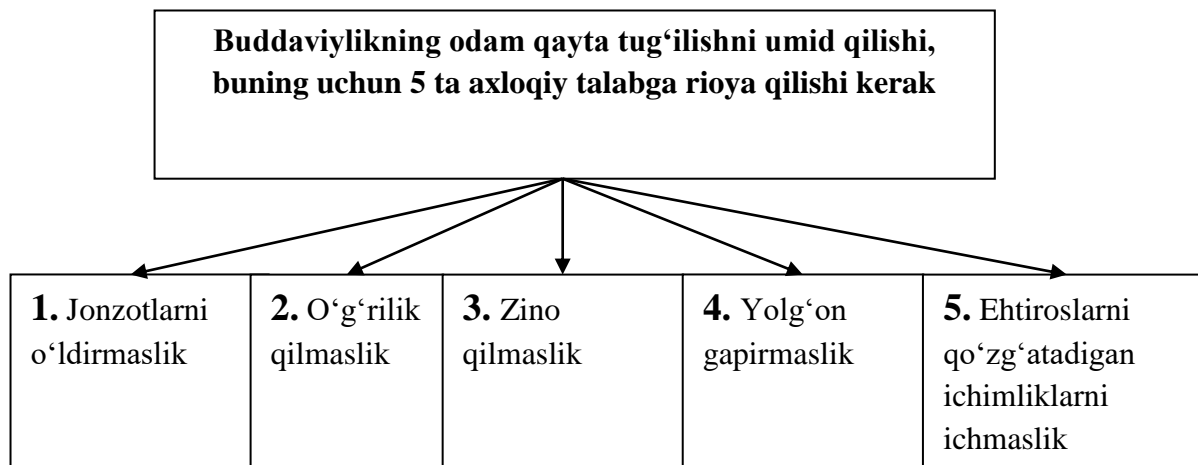 Buddaviylikning odam qayta tug‘ilishni umid qilishi,
buning uchun 5 ta axloqiy talabga rioya qilishi kerak
1. Jonzotlarni
o‘ldirmaslik
2. O‘g‘rilik
qilmaslik
3. Zino
qilmaslik
4. Yolg‘on
gapirmaslik
5. Ehtiroslarni
qo‘zg‘atadigan
ichimliklarni
ichmaslik